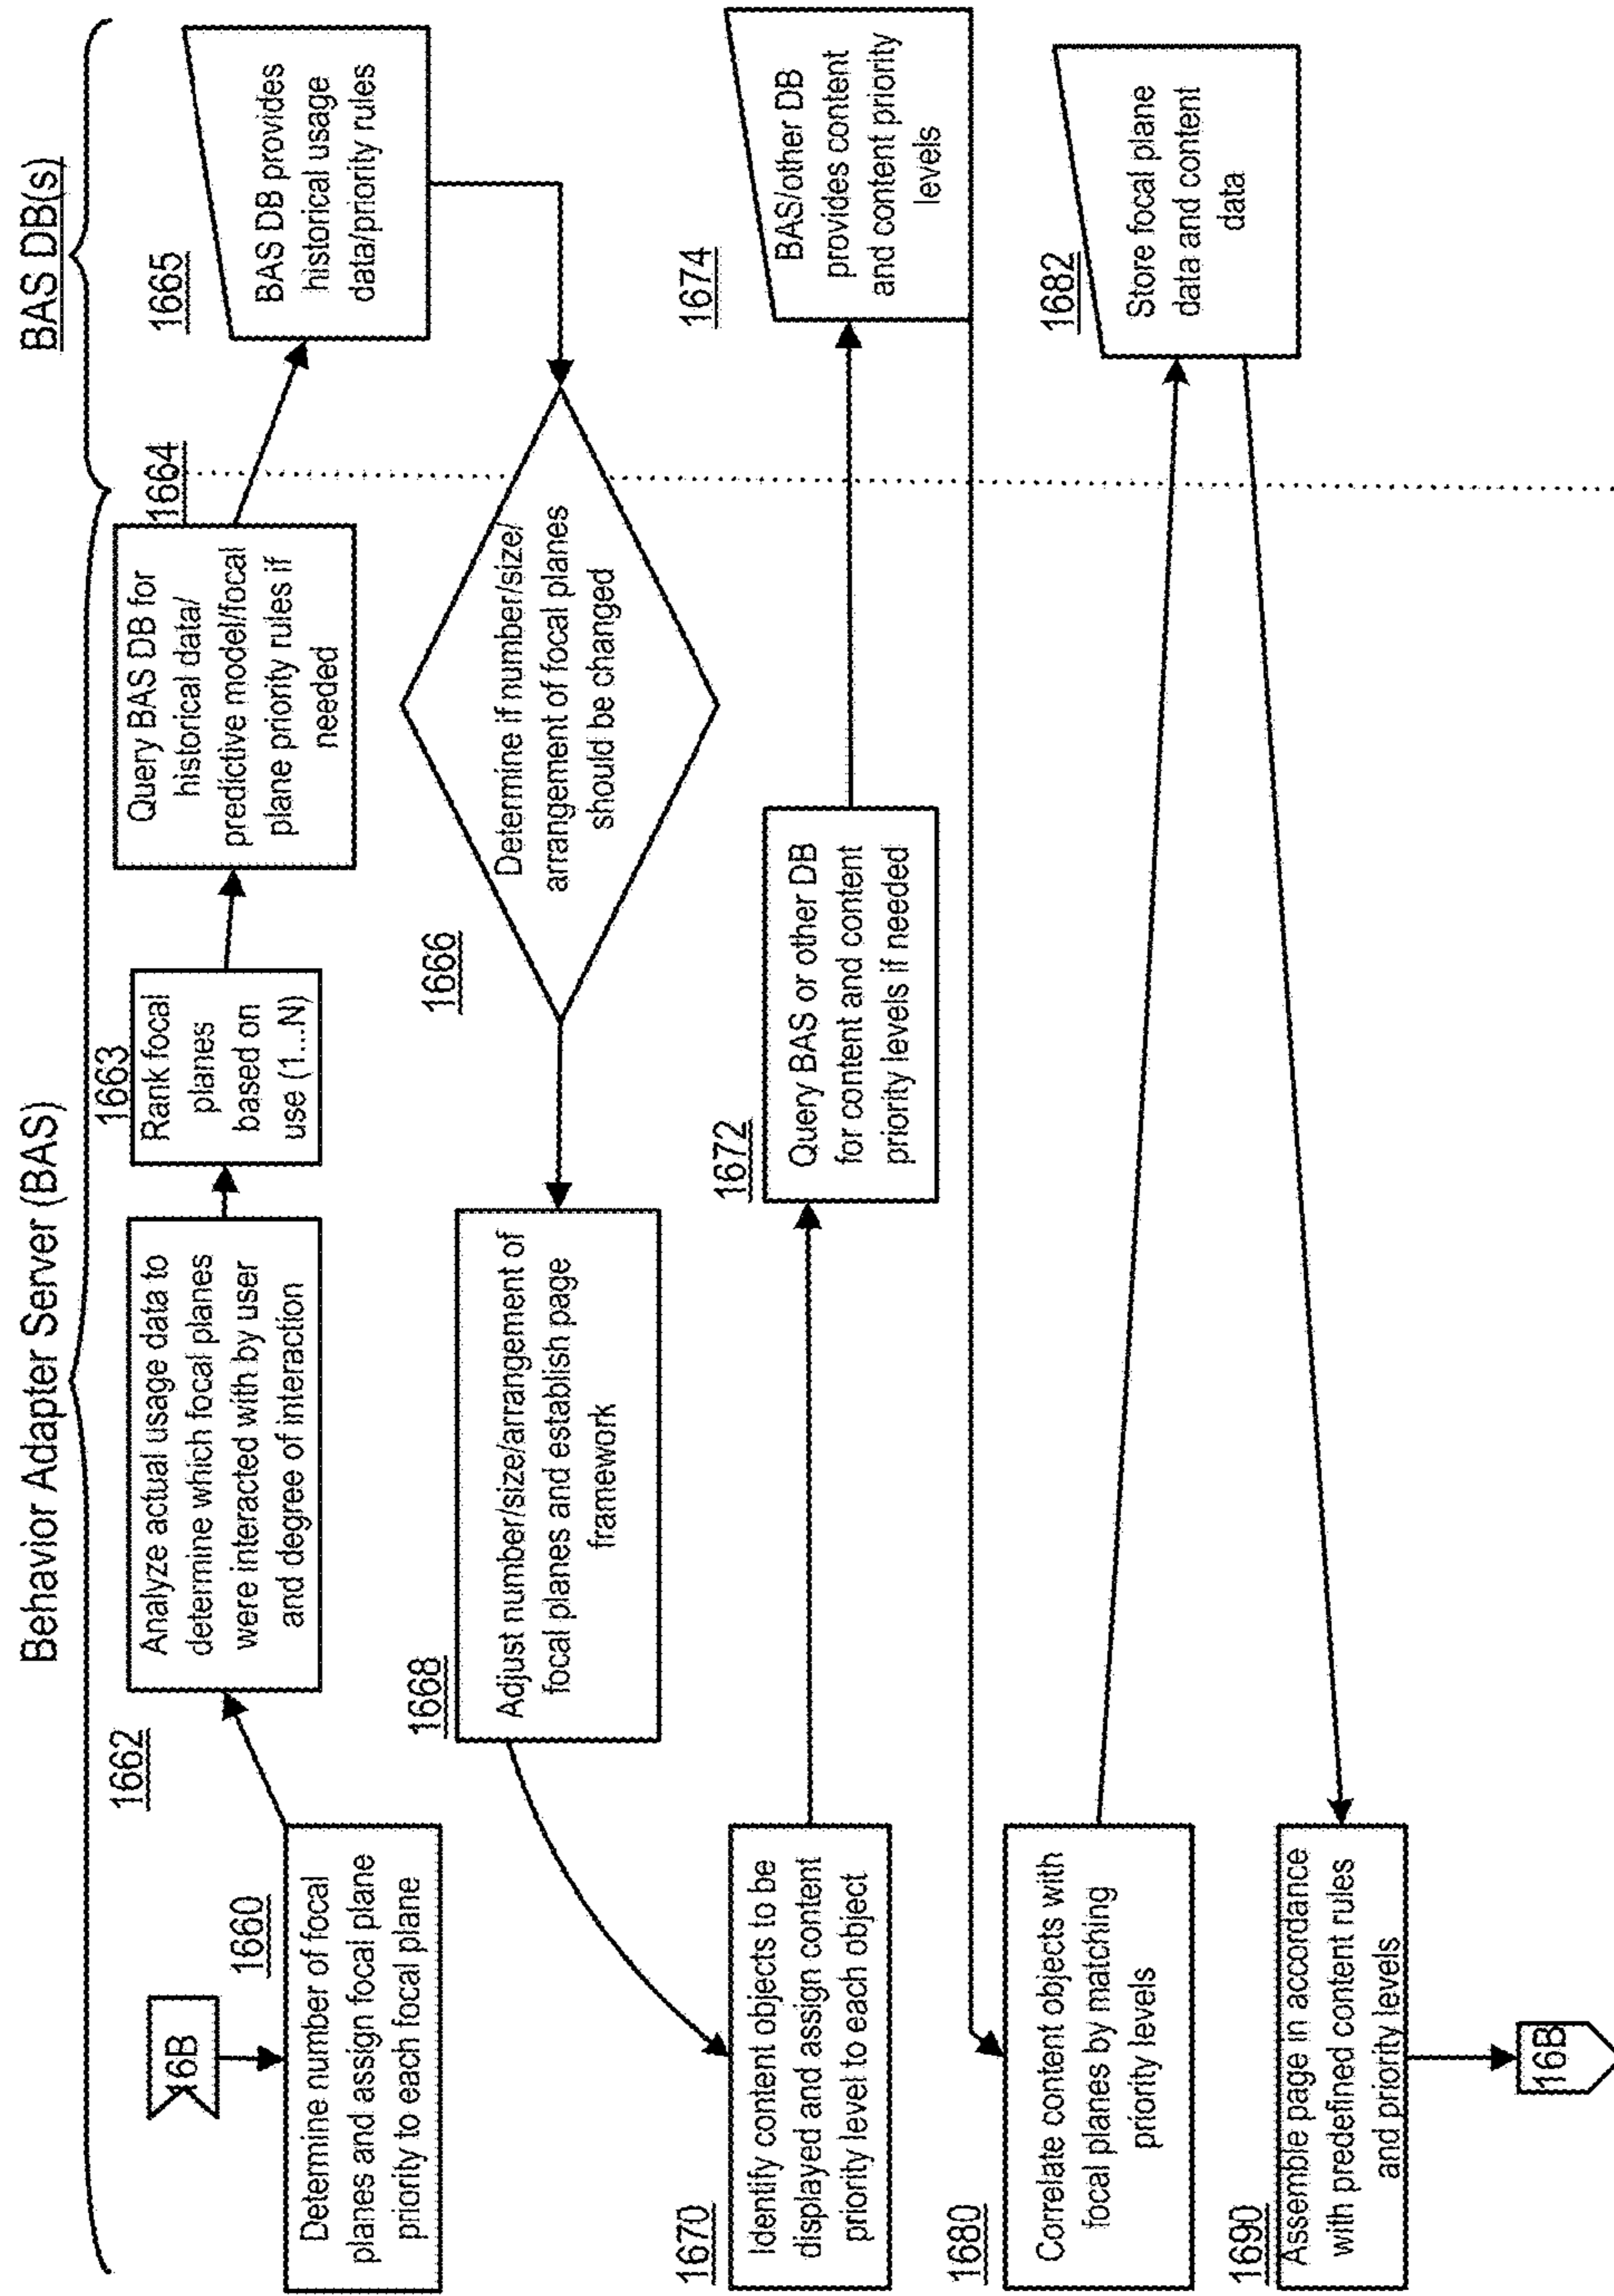 Behavior Adapter Server (BAS)
BAS DB(s)
16B
1660
Determine number of focal
planes and assign focal plane
priority to each focal plane
1662
Analyze actual usage data to
determine which focal planes
were interacted with by user
and degree of interaction
1663
Rank focal
planes
based on
use (1...N)
1664
Query BAS DB for
historical data/
predictive model/focal
plane priority rules if
needed
1665
BAS DB provides
historical usage
data/priority rules
1666
Determine if number/size/
arrangement of focal planes
should be changed
1668
Adjust number/size/arrangement of
focal planes and establish page
framework
1670
Identify content objects to be
displayed and assign content
priority level to each object
1672
Query BAS or other DB
for content and content
priority levels if needed
1674
BAS/other DB
provides content
and content priority
levels
1680
Correlate content objects with
focal planes by matching
priority levels
1682
Store focal plane
data and content
data
1690
Assemble page in accordance
with predefined content rules
and priority levels
16B